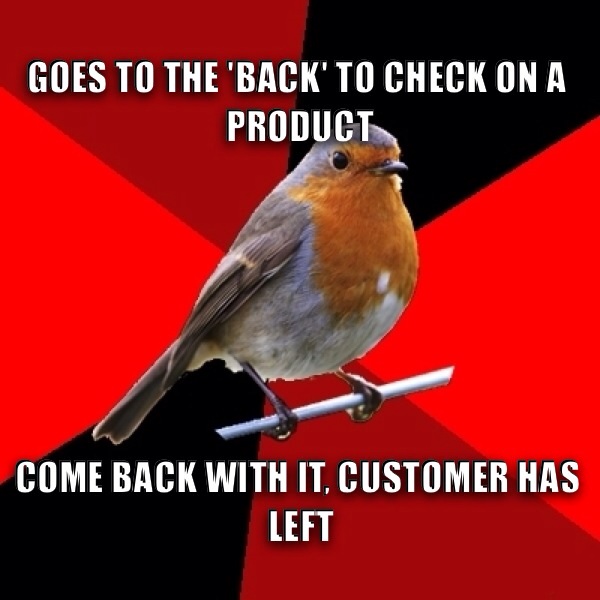 GOES TO THE 'BACK' TO CHECK ON A
PRODUCT
COME BACK WITH IT, CUSTOMER HAS
LEFT